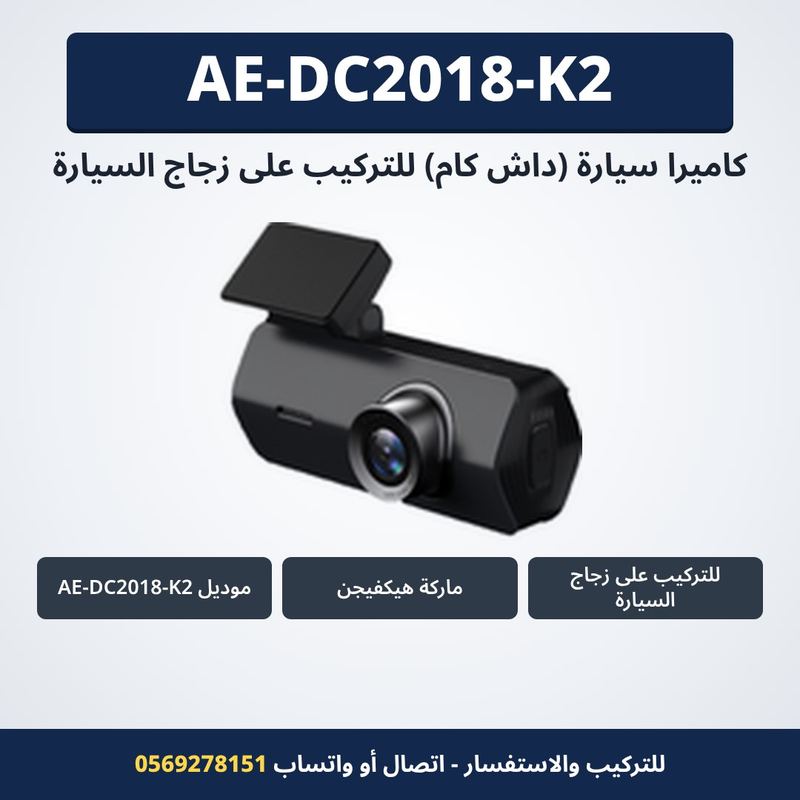 AE-DC2018-K2
كاميرا سيارة (داش كام) للتركيب على زجاج السيارة
للتركيب على زجاج
السيارة
ماركة هيكفيجن
موديل AE-DC2018-K2
للتركيب والاستفسار - اتصال أو واتساب 0569278151